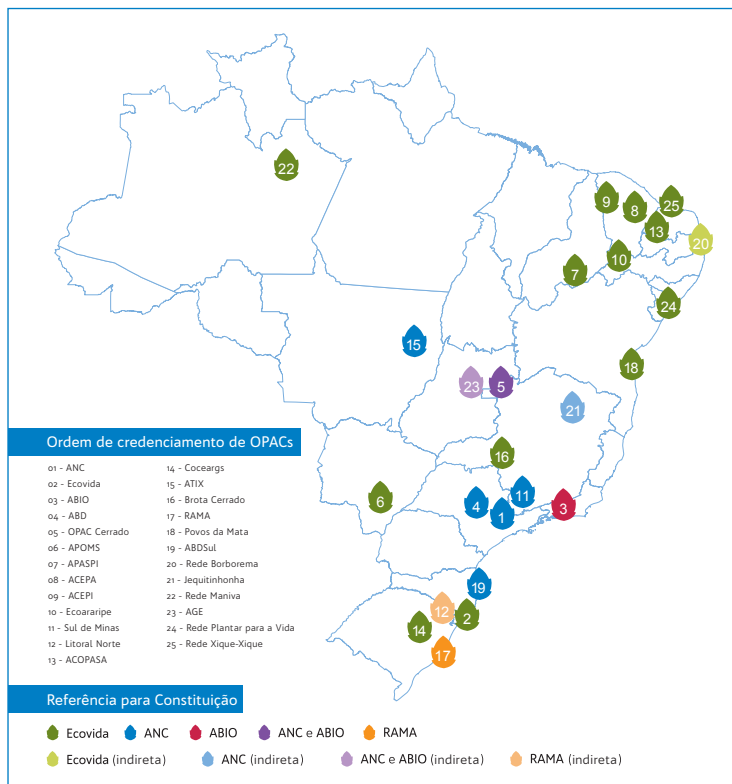 22
9
8
25
13
20
10
7
24
15
18
23
5
21
16
6
4
11
1
3
19
12
2
14
17
Ordem de credenciamento de OPACs
01 - ANC
02 - Ecovida
03 - ABIO
04 - ABD
05 - OPAC Cerrado
06 - APOMS
07 - APASPI
08 - ACEPA
09 - ACEPI
10 - Ecoararipe
11 - Sul de Minas
12 - Litoral Norte
13 - ACOPASA
14 - Coceargs
15 - ATIX
16 - Brota Cerrado
17 - RAMA
18 - Povos da Mata
19 - ABDSul
20 - Rede Borborema
21 - Jequitinhonha
22 - Rede Maniva
23 - AGE
24 - Rede Plantar para a Vida
25 - Rede Xique-Xique
Referência para Constituição
Ecovida ANC ABIO ANC e ABIO RAMA
Ecovida (indireta) ANC (indireta) ANC e ABIO (indireta) RAMA (indireta)